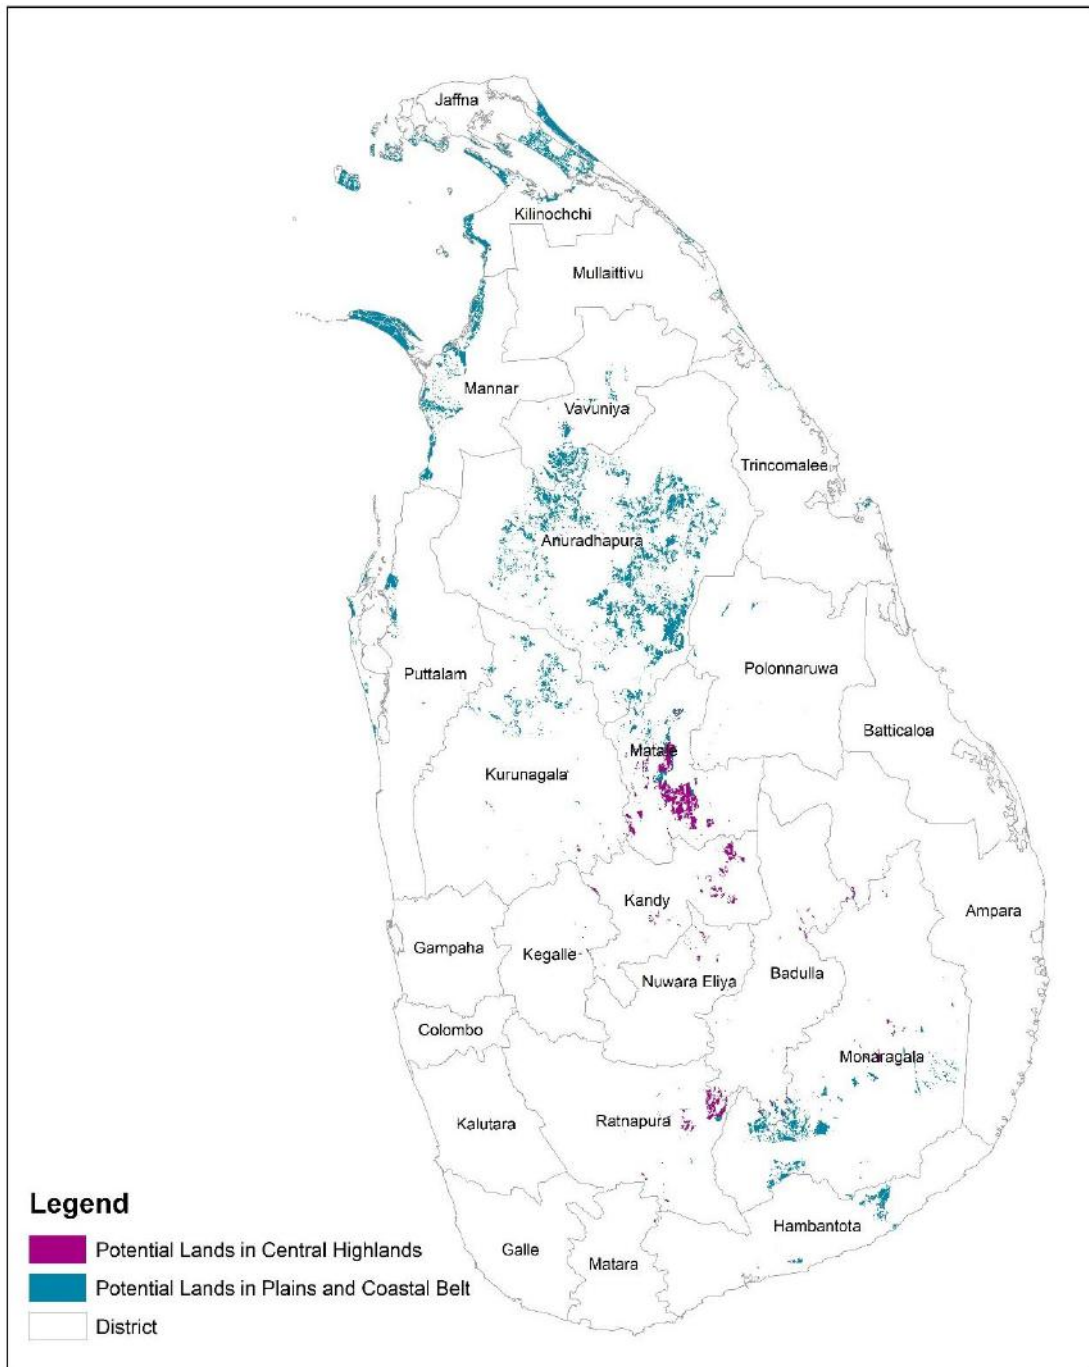 Jaffna
Kilinochchi
Mullaittivu
Mannar
Vavuniya
Trincomalee
Anuradhapura
Puttalam
Polonnaruwa
Batticaloa
Matale
Kurunagala
Kandy
Ampara
Gampaha
Kegalle
Nuwara Eliya
Badulla
Colombo
Monaragala
Kalutara
Ratnapura
Hambantota
Galle
Matara
Legend
Potential Lands in Central Highlands
Potential Lands in Plains and Coastal Belt
District